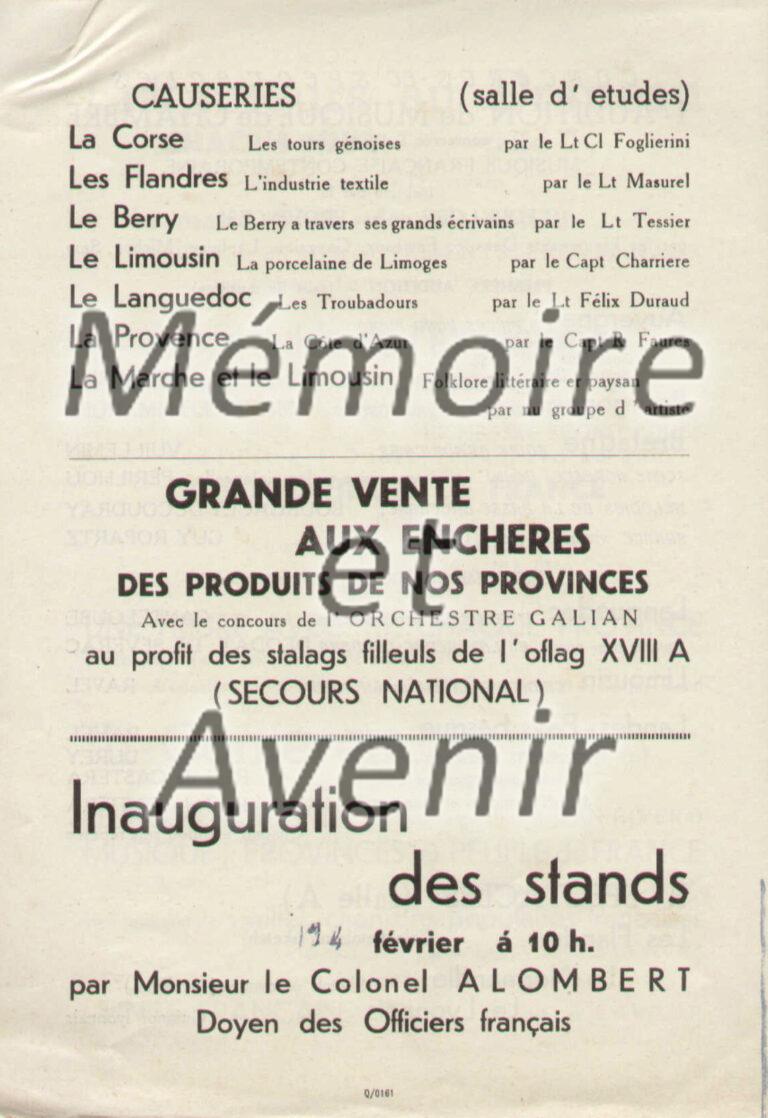 CAUSERIES (salle d' etudes)
La Corse Les tours génoises par le Lt Cl Foglierini
Les Flandres L'industrie textile par le Lt Masurel
Le Berry Le Berry a travers ses grands écrivains par le Lt Tessier
Le Limousin La porcelaine de Limoges par le Capt Charriere
Le Languedoc Les Troubadours par le Lt Félix Duraud
La Provence La Côte d'Azur par le Capt R Faures
La Marche et le Limousin Folklore littéraire et paysan
par nu groupe d' artiste
Mémoire
GRANDE VENTE
AUX ENCHERES
et
DES PRODUITS DE NOS PROVINCES
Avec le concours de l'ORCHESTRE GALIAN
au profit des stalags filleuls de l'oflag XVIII A
(SECOURS NATIONAL)
Avenir
Inauguration
des stands
février á 10 h.
par Monsieur le Colonel ALOMBERT
Doyen des Officiers français
Q/0161